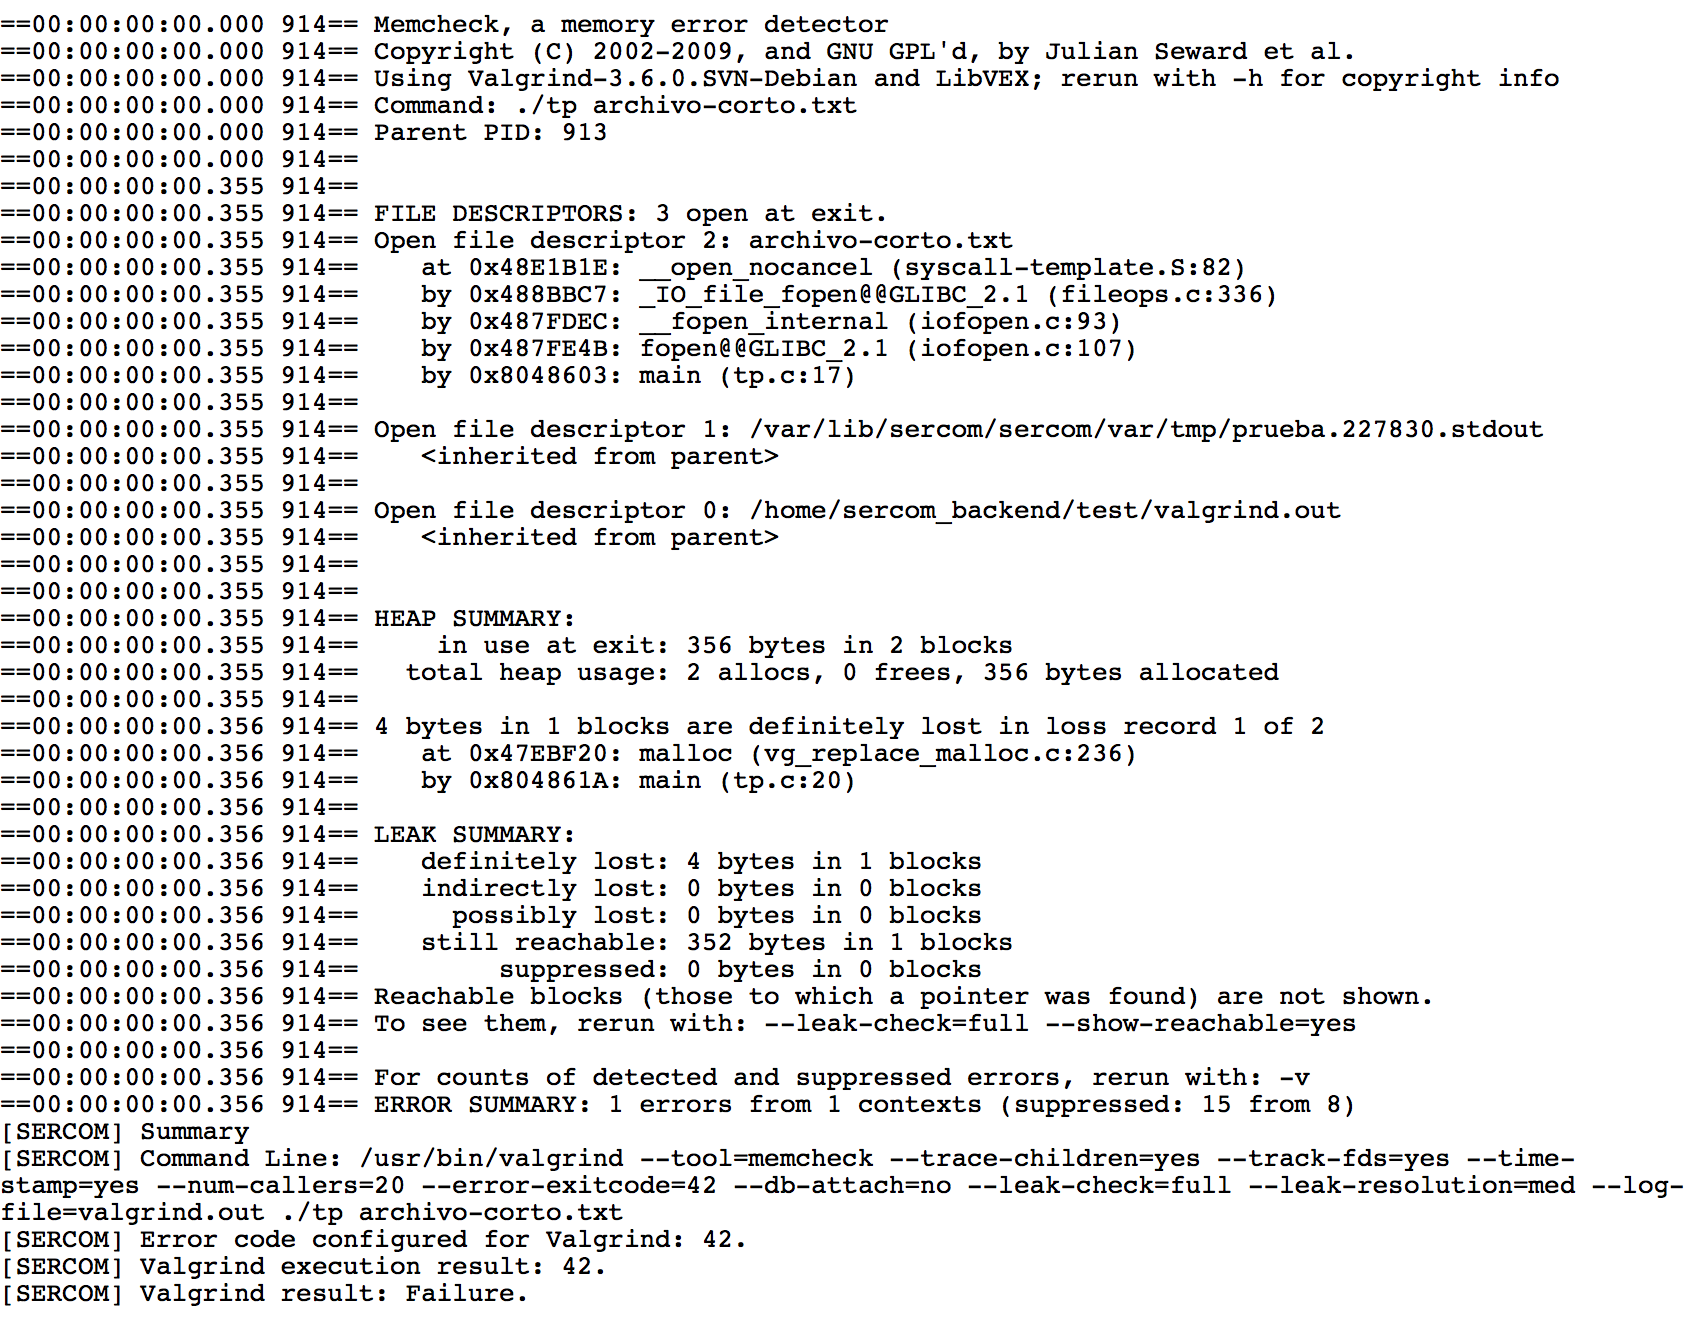 ==00:00:00:00.000 914== Memcheck, a memory error detector
==00:00:00:00.000 914== Copyright (C) 2002-2009, and GNU GPL'd, by Julian Seward et al.
==00:00:00:00.000 914== Using Valgrind-3.6.0.SVN-Debian and LibVEX; rerun with -h for copyright info
==00:00:00:00.000 914== Command: ./tp archivo-corto.txt
==00:00:00:00.000 914== Parent PID: 913
==00:00:00:00.000 914==
==00:00:00:00.355 914==
==00:00:00:00.355 914== FILE DESCRIPTORS: 3 open at exit.
==00:00:00:00.355 914== Open file descriptor 2: archivo-corto.txt
==00:00:00:00.355 914==    at 0x48E1B1E: __open_nocancel (syscall-template.S:82)
==00:00:00:00.355 914==    by 0x488BBC7: _IO_file_fopen@@GLIBC_2.1 (fileops.c:336)
==00:00:00:00.355 914==    by 0x487FDEC: __fopen_internal (iofopen.c:93)
==00:00:00:00.355 914==    by 0x487FE4B: fopen@@GLIBC_2.1 (iofopen.c:107)
==00:00:00:00.355 914==    by 0x8048603: main (tp.c:17)
==00:00:00:00.355 914==
==00:00:00:00.355 914== Open file descriptor 1: /var/lib/sercom/sercom/var/tmp/prueba.227830.stdout
==00:00:00:00.355 914==    <inherited from parent>
==00:00:00:00.355 914==
==00:00:00:00.355 914== Open file descriptor 0: /home/sercom_backend/test/valgrind.out
==00:00:00:00.355 914==    <inherited from parent>
==00:00:00:00.355 914==
==00:00:00:00.355 914==
==00:00:00:00.355 914== HEAP SUMMARY:
==00:00:00:00.355 914==     in use at exit: 356 bytes in 2 blocks
==00:00:00:00.355 914==   total heap usage: 2 allocs, 0 frees, 356 bytes allocated
==00:00:00:00.355 914==
==00:00:00:00.356 914== 4 bytes in 1 blocks are definitely lost in loss record 1 of 2
==00:00:00:00.356 914==    at 0x47EBF20: malloc (vg_replace_malloc.c:236)
==00:00:00:00.356 914==    by 0x804861A: main (tp.c:20)
==00:00:00:00.356 914==
==00:00:00:00.356 914== LEAK SUMMARY:
==00:00:00:00.356 914==    definitely lost: 4 bytes in 1 blocks
==00:00:00:00.356 914==    indirectly lost: 0 bytes in 0 blocks
==00:00:00:00.356 914==      possibly lost: 0 bytes in 0 blocks
==00:00:00:00.356 914==    still reachable: 352 bytes in 1 blocks
==00:00:00:00.356 914==         suppressed: 0 bytes in 0 blocks
==00:00:00:00.356 914== Reachable blocks (those to which a pointer was found) are not shown.
==00:00:00:00.356 914== To see them, rerun with: --leak-check=full --show-reachable=yes
==00:00:00:00.356 914==
==00:00:00:00.356 914== For counts of detected and suppressed errors, rerun with: -v
==00:00:00:00.356 914== ERROR SUMMARY: 1 errors from 1 contexts (suppressed: 15 from 8)
[SERCOM] Summary
[SERCOM] Command Line: /usr/bin/valgrind --tool=memcheck --trace-children=yes --track-fds=yes --time-
stamp=yes --num-callers=20 --error-exitcode=42 --db-attach=no --leak-check=full --leak-resolution=med --log-
file=valgrind.out ./tp archivo-corto.txt
[SERCOM] Error code configured for Valgrind: 42.
[SERCOM] Valgrind execution result: 42.
[SERCOM] Valgrind result: Failure.